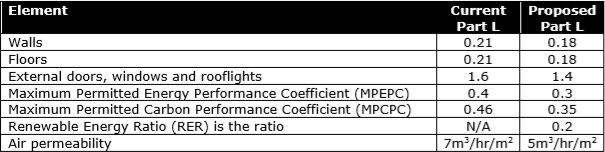 Element Current Part L Proposed Part L
Walls 0.21 0.18
Floors 0.21 0.18
External doors, windows and rooflights 1.6 1.4
Maximum Permitted Energy Performance Coefficient (MPEPC) 0.4 0.3
Maximum Permitted Carbon Performance Coefficient (MPCPC) 0.46 0.35
Renewable Energy Ratio (RER) is the ratio N/A 0.2
Air permeability 7m³/hr/m² 5m³/hr/m²